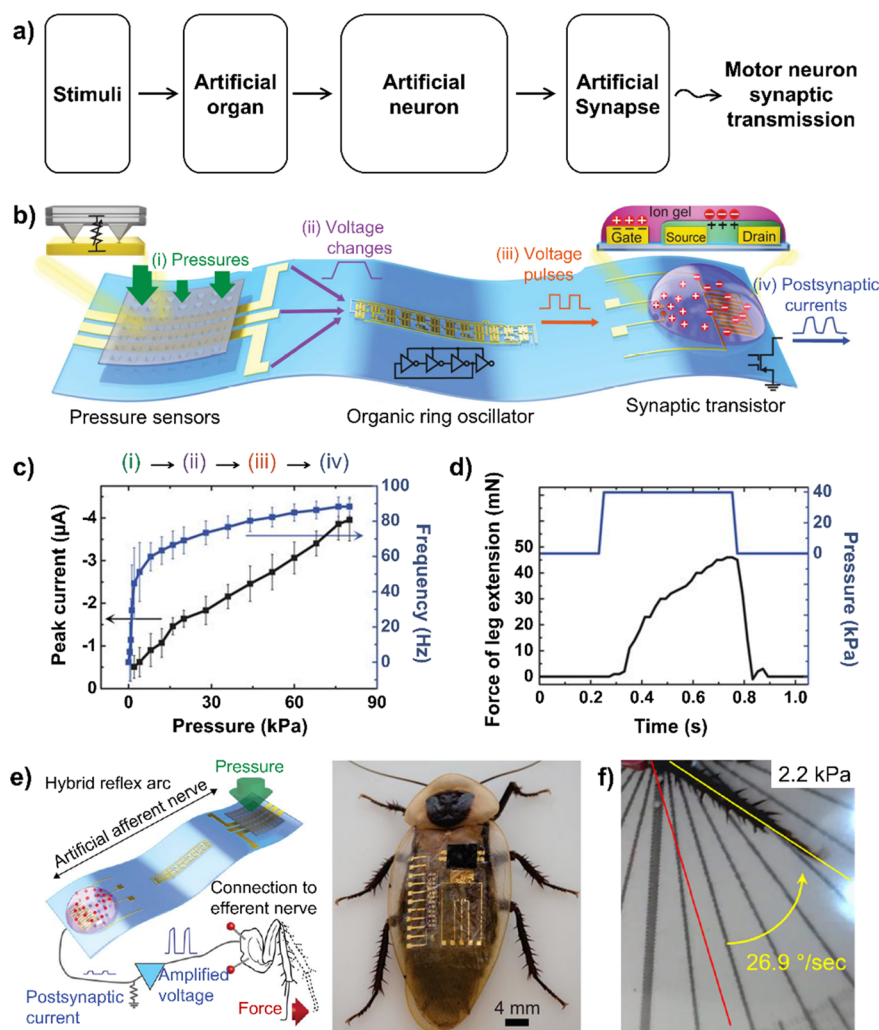 a)
Stimuli
Artificial
organ
Artificial
neuron
Artificial
Synapse
Motor neuron
synaptic
transmission
b)
(i) Pressures
(ii) Voltage
changes
(iii) Voltage
pulses
Ion gel
Gate
Source
Drain
(iv) Postsynaptic
currents
Pressure sensors
Organic ring oscillator
Synaptic transistor
c)
(i) → (ii) → (iii) → (iv)
Peak current (μA)
-4
-3
-2
-1
0
0 30 60 90
Pressure (kPa)
100
80
60
40
20
0
Frequency (Hz)
d)
Force of leg extension (mN)
50
40
30
20
10
0
0 0.2 0.4 0.6 0.8 1.0
Time (s)
40
20
0
Pressure (kPa)
e)
Hybrid reflex arc
Pressure
Artificial afferent nerve
Connection to
efferent nerve
Amplified
voltage
Postsynaptic
current
Force
4 mm
f)
2.2 kPa
26.9 °/sec